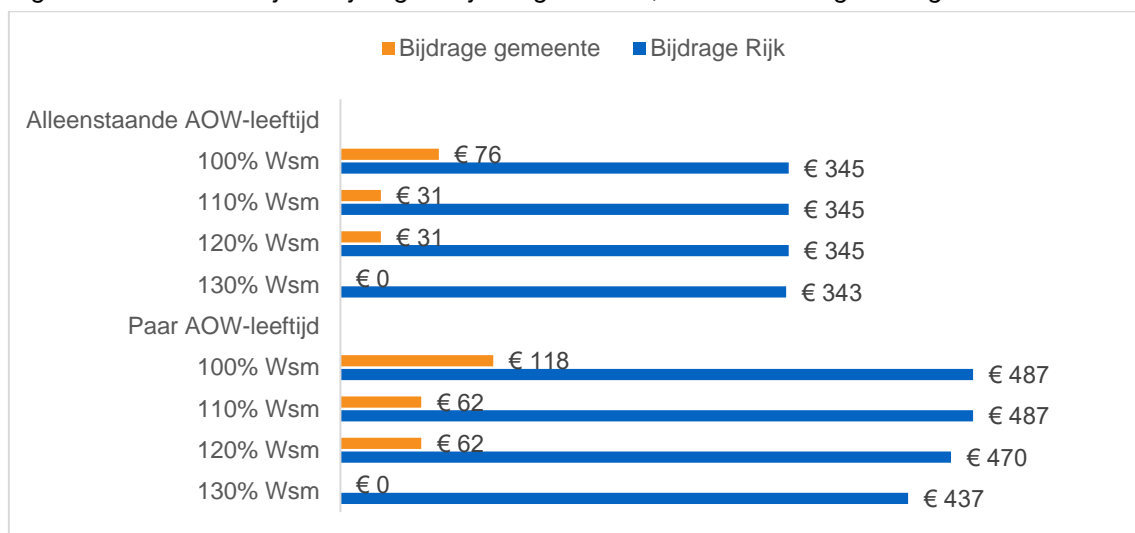 Bijdrage gemeente Bijdrage Rijk
Alleenstaande AOW-leeftijd
100% Wsm € 76 € 345
110% Wsm € 31 € 345
120% Wsm € 31 € 345
130% Wsm € 0 € 343
Paar AOW-leeftijd
100% Wsm € 118 € 487
110% Wsm € 62 € 487
120% Wsm € 62 € 470
130% Wsm € 0 € 437